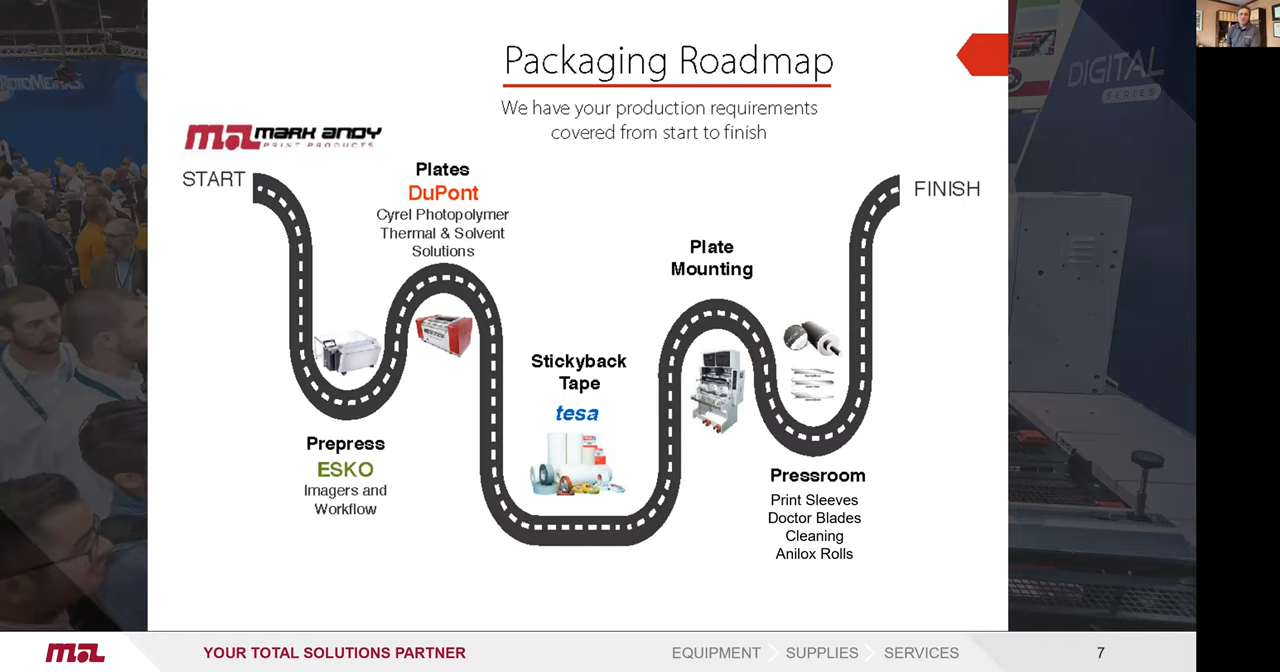 Packaging Roadmap
We have your production requirements
covered from start to finish
MARK ANDY
PRINT PRODUCTS
START
FINISH
Plates
DuPont
Cyrel Photopolymer
Thermal & Solvent
Solutions
Plate
Mounting
Stickyback
Tape
tesa
Prepress
ESKO
Imagers and
Workflow
Pressroom
Print Sleeves
Doctor Blades
Cleaning
Anilox Rolls
DIGITAL
SERIES
YOUR TOTAL SOLUTIONS PARTNER
EQUIPMENT
SUPPLIES
SERVICES
7